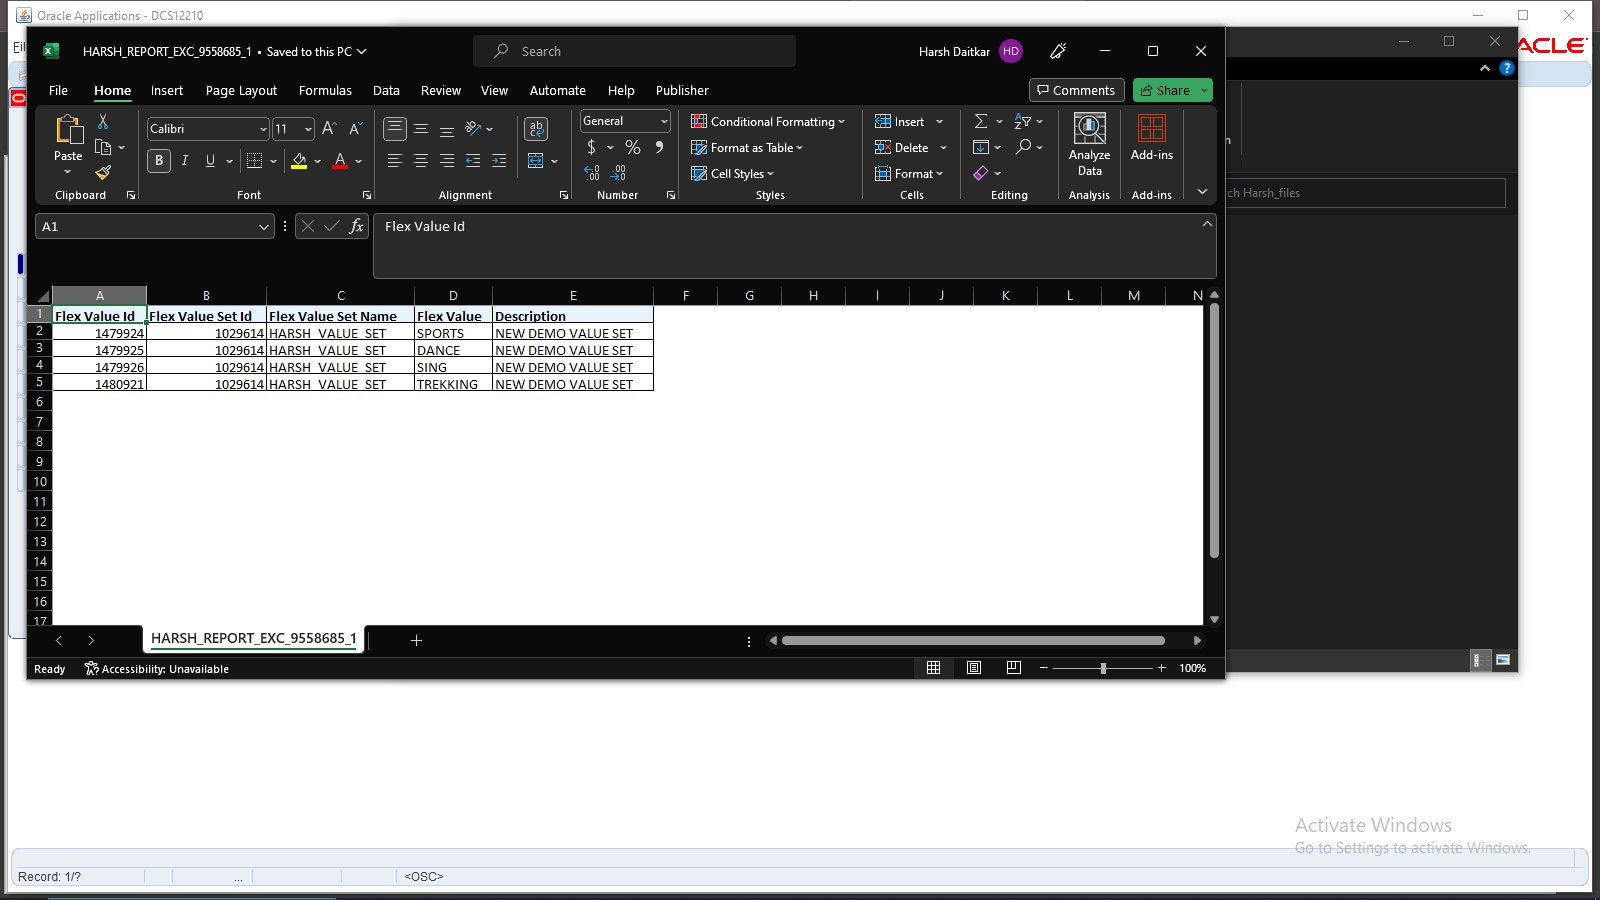 Oracle Applications - DCS12210
Fil
HARSH_REPORT_EXC_9558685_1 • Saved to this PC
Search
Harsh Daitkar HD
ACLE
File Home Insert Page Layout Formulas Data Review View Automate Help Publisher
Comments Share
Paste
Calibri 11
B I U A
ab
General
$ % 9
Conditional Formatting
Format as Table
Cell Styles
Insert
Delete
Format
Analyze
Data
Add-ins
Clipboard Font Alignment Number Styles Cells Editing Analysis Add-ins
ch Harsh_files
A1 fx Flex Value Id
A B C D E F G H I J K L M N
1 Flex Value Id Flex Value Set Id Flex Value Set Name Flex Value Description
2 1479924 1029614 HARSH_VALUE_SET SPORTS NEW DEMO VALUE SET
3 1479925 1029614 HARSH_VALUE_SET DANCE NEW DEMO VALUE SET
4 1479926 1029614 HARSH_VALUE_SET SING NEW DEMO VALUE SET
5 1480921 1029614 HARSH_VALUE_SET TREKKING NEW DEMO VALUE SET
6
7
8
9
10
11
12
13
14
15
16
17
HARSH_REPORT_EXC_9558685_1
Ready Accessibility: Unavailable 100%
Activate Windows
Go to Settings to activate Windows.
Record: 1/? ... <OSC>